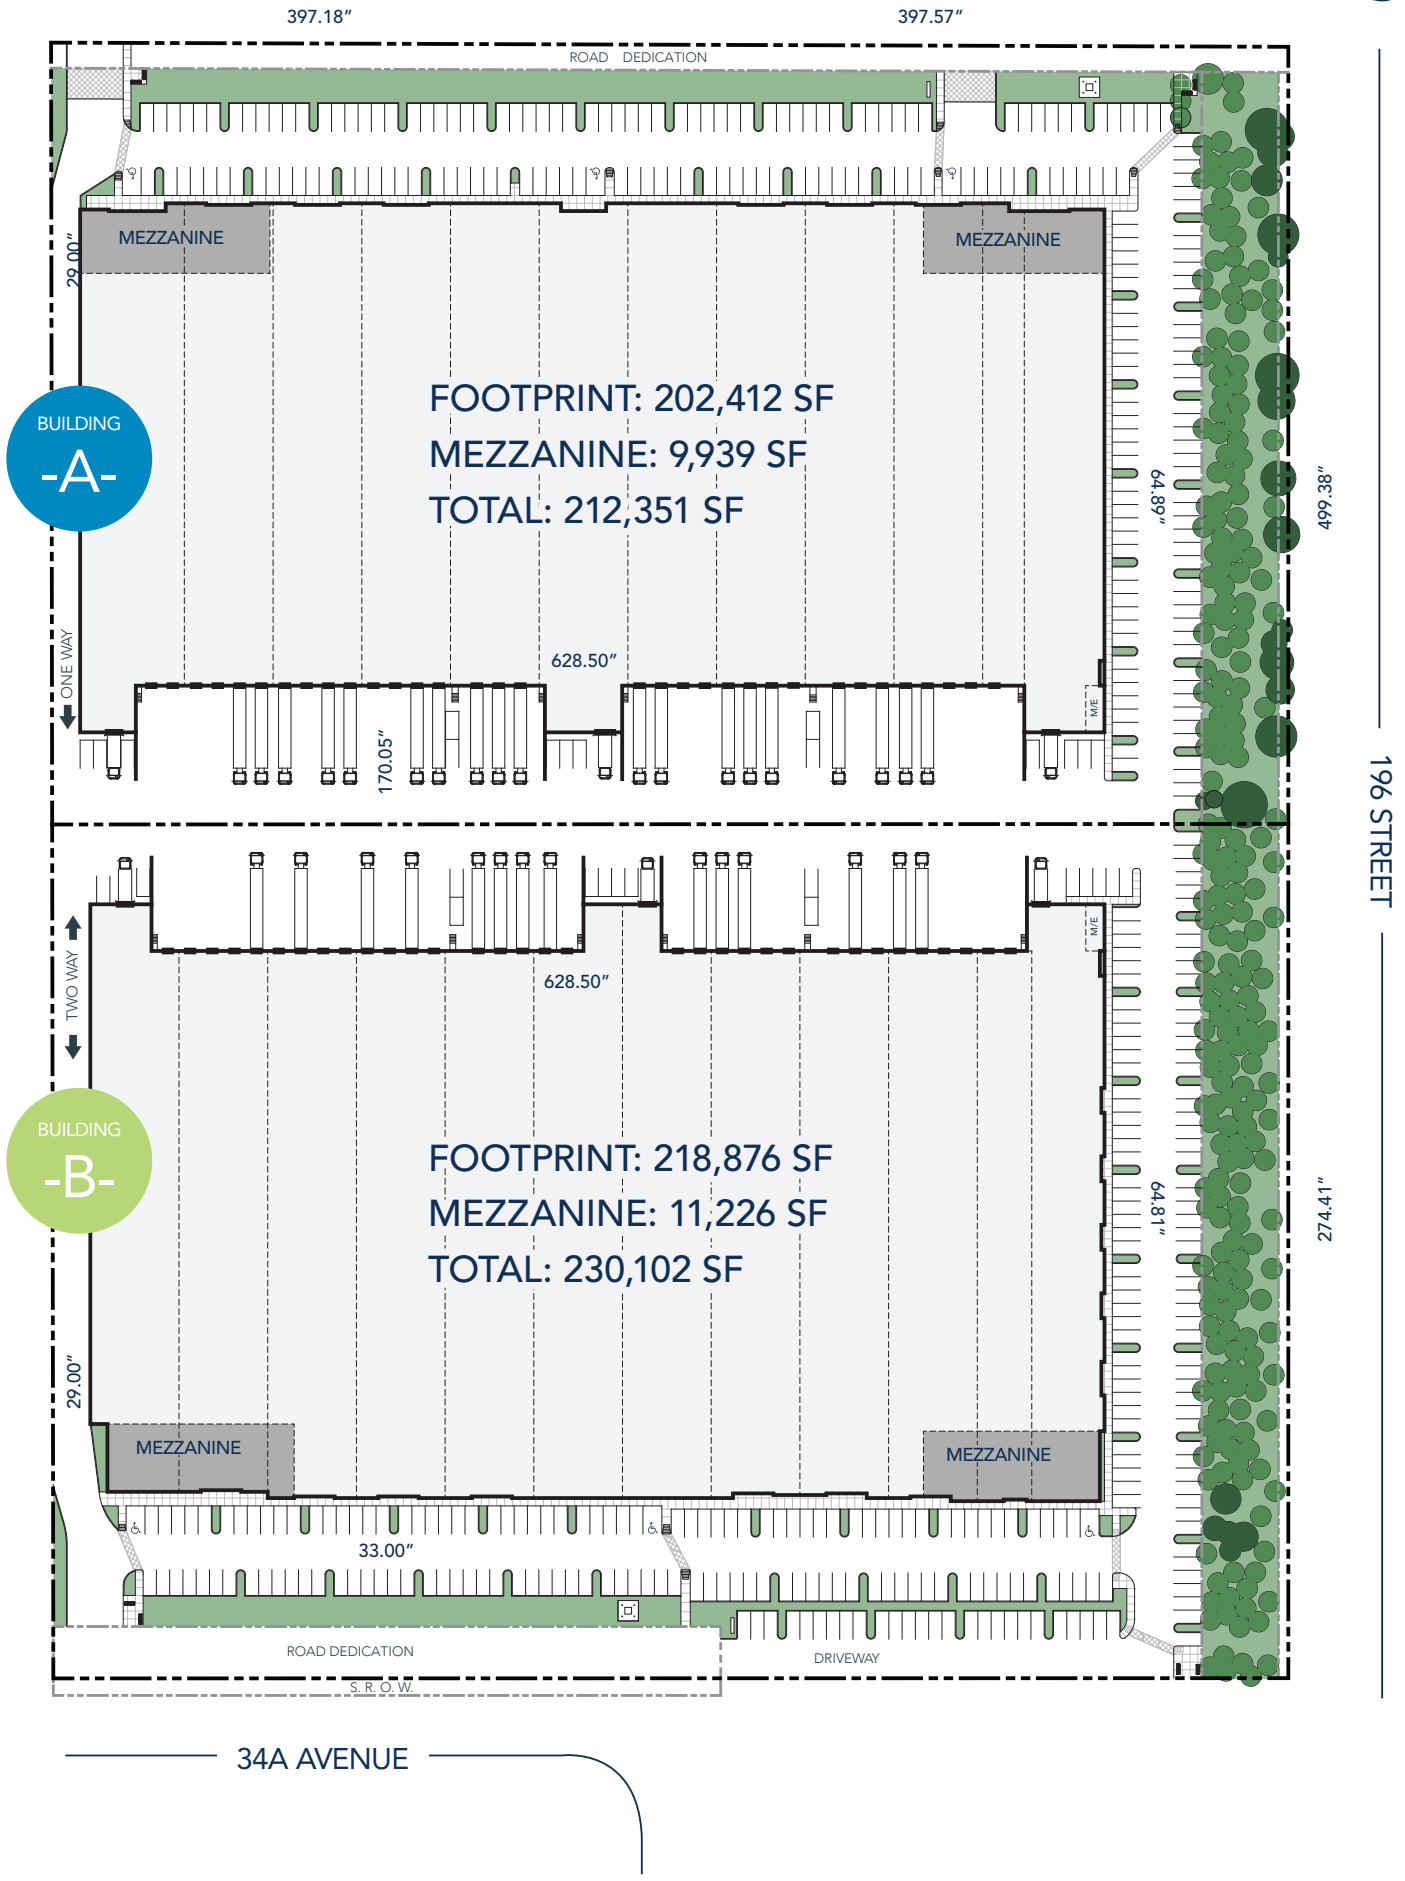 397.18”
397.57”
ROAD DEDICATION
MEZZANINE
MEZZANINE
29.00”
BUILDING
-A-
FOOTPRINT: 202,412 SF
MEZZANINE: 9,939 SF
TOTAL: 212,351 SF
64.89”
499.38”
ONE WAY
628.50”
M/E
170.05”
196 STREET
M/E
TWO WAY
628.50”
BUILDING
-B-
FOOTPRINT: 218,876 SF
MEZZANINE: 11,226 SF
TOTAL: 230,102 SF
64.81”
274.41”
29.00”
MEZZANINE
MEZZANINE
33.00”
ROAD DEDICATION
DRIVEWAY
S. R. O. W.
34A AVENUE